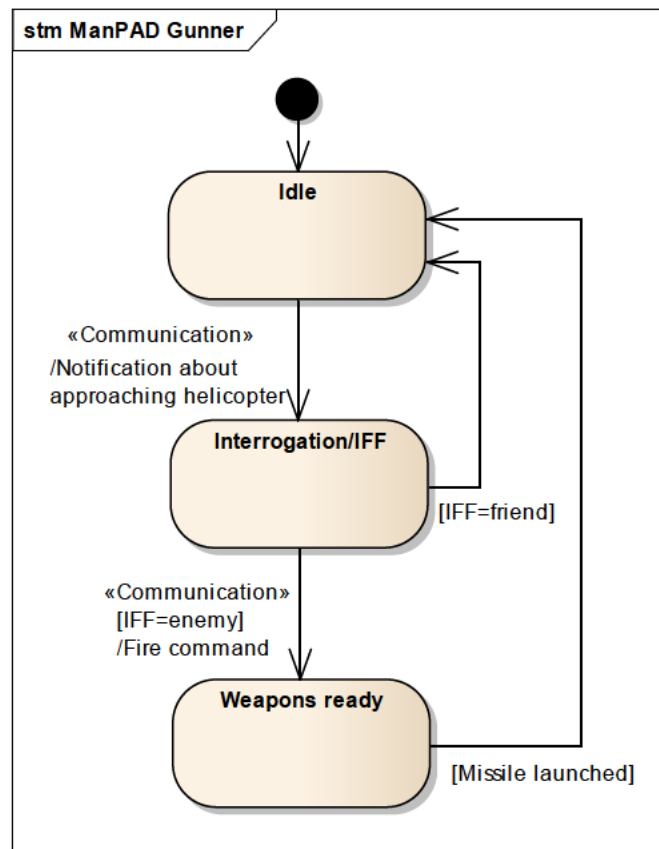 stm ManPAD Gunner
Idle
«Communication»
/Notification about
approaching helicopter
Interrogation/IFF
[IFF=friend]
«Communication»
[IFF=enemy]
/Fire command
Weapons ready
[Missile launched]